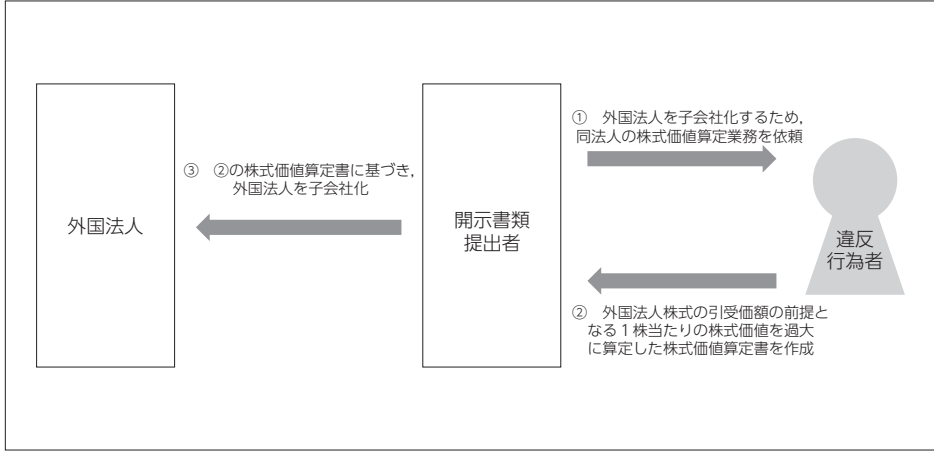 ① 外国法人を子会社化するため，
同法人の株式価値算定業務を依頼
③ ②の株式価値算定書に基づき，
外国法人を子会社化
外国法人
開示書類
提出者
違反
行為者
② 外国法人株式の引受価額の前提と
なる１株当たりの株式価値を過大
に算定した株式価値算定書を作成